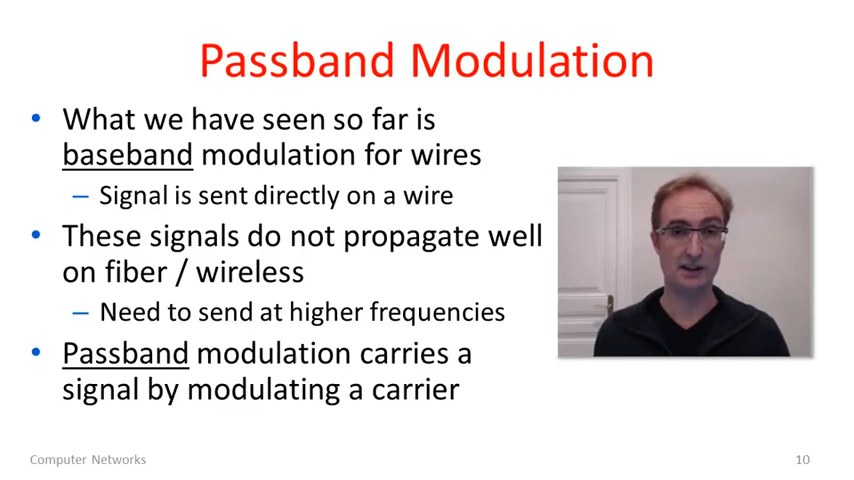 Passband Modulation
• What we have seen so far is
baseband modulation for wires
– Signal is sent directly on a wire
• These signals do not propagate well
on fiber / wireless
– Need to send at higher frequencies
• Passband modulation carries a
signal by modulating a carrier
Computer Networks
10